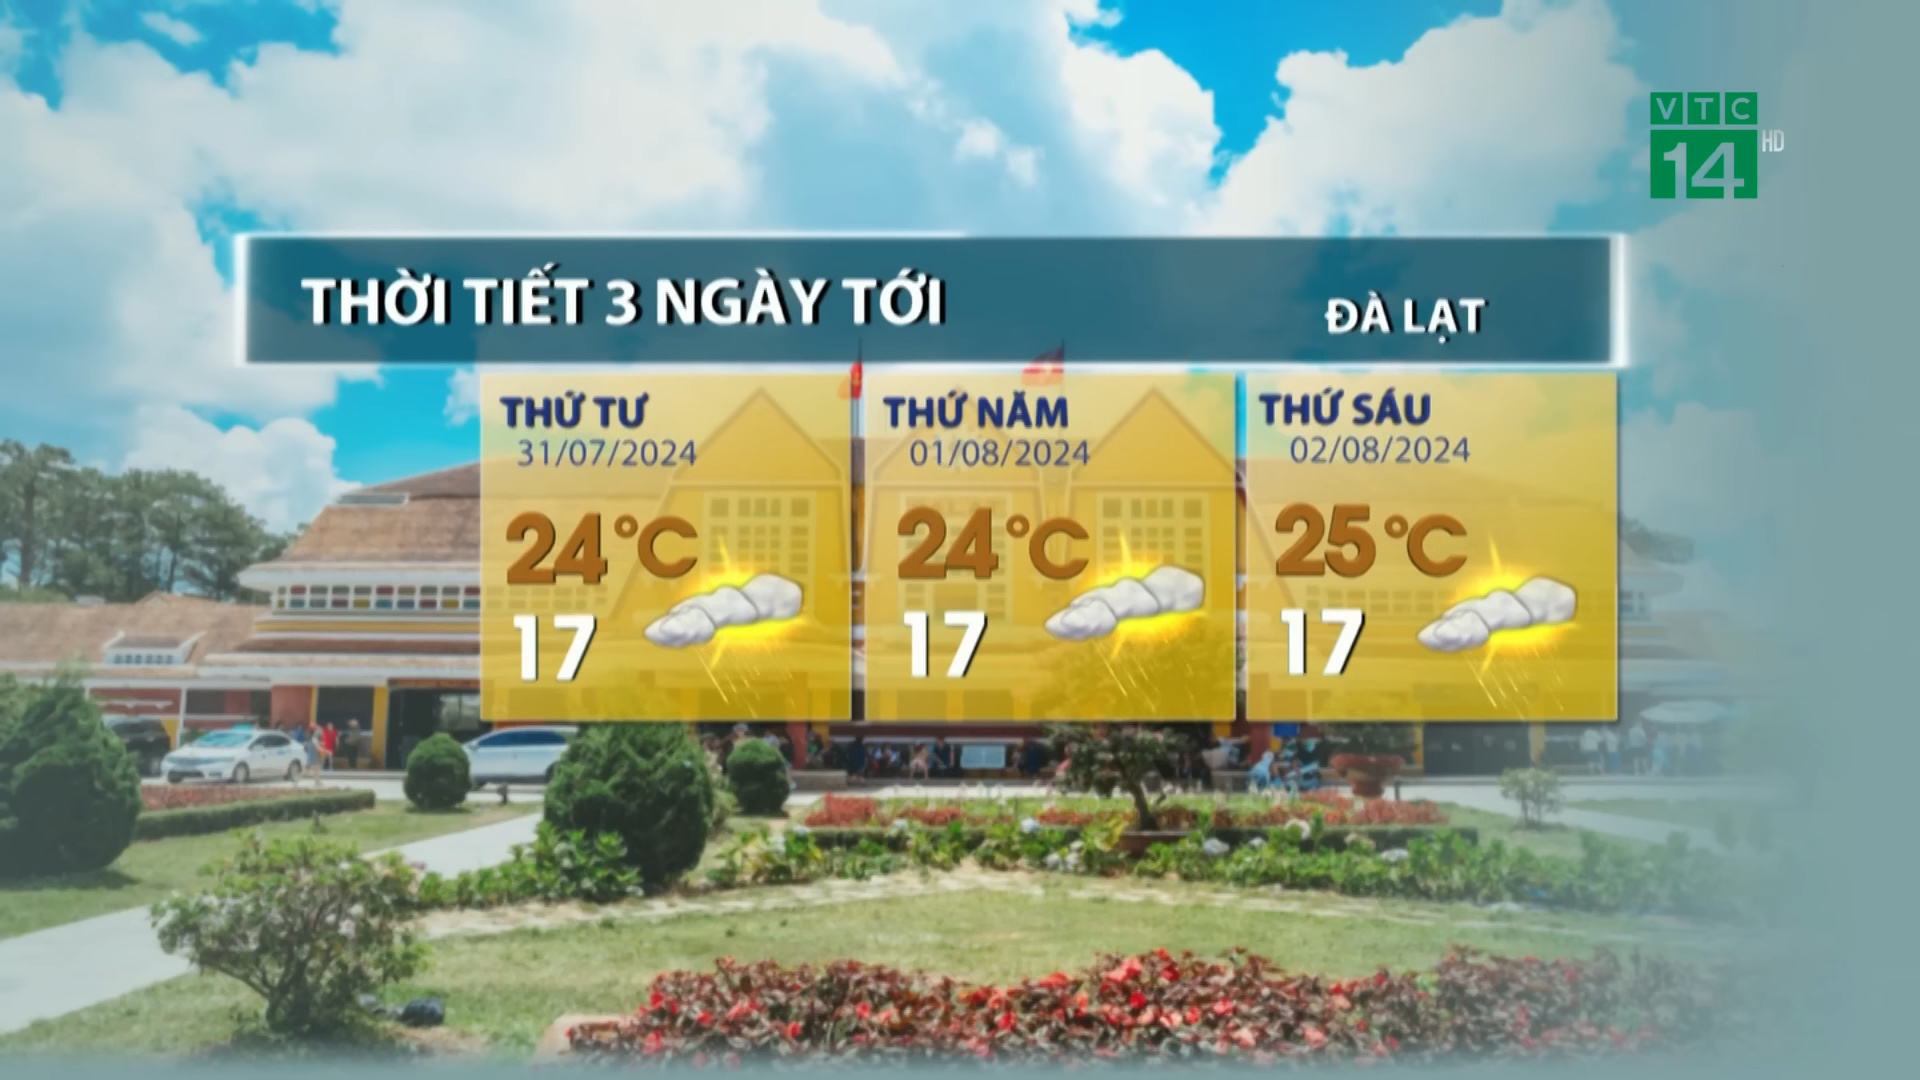 VTC
14 HD
THỜI TIẾT 3 NGÀY TỚI
ĐÀ LẠT
THỨ TƯ
31/07/2024
24°C
17
THỨ NĂM
01/08/2024
24°C
17
THỨ SÁU
02/08/2024
25°C
17